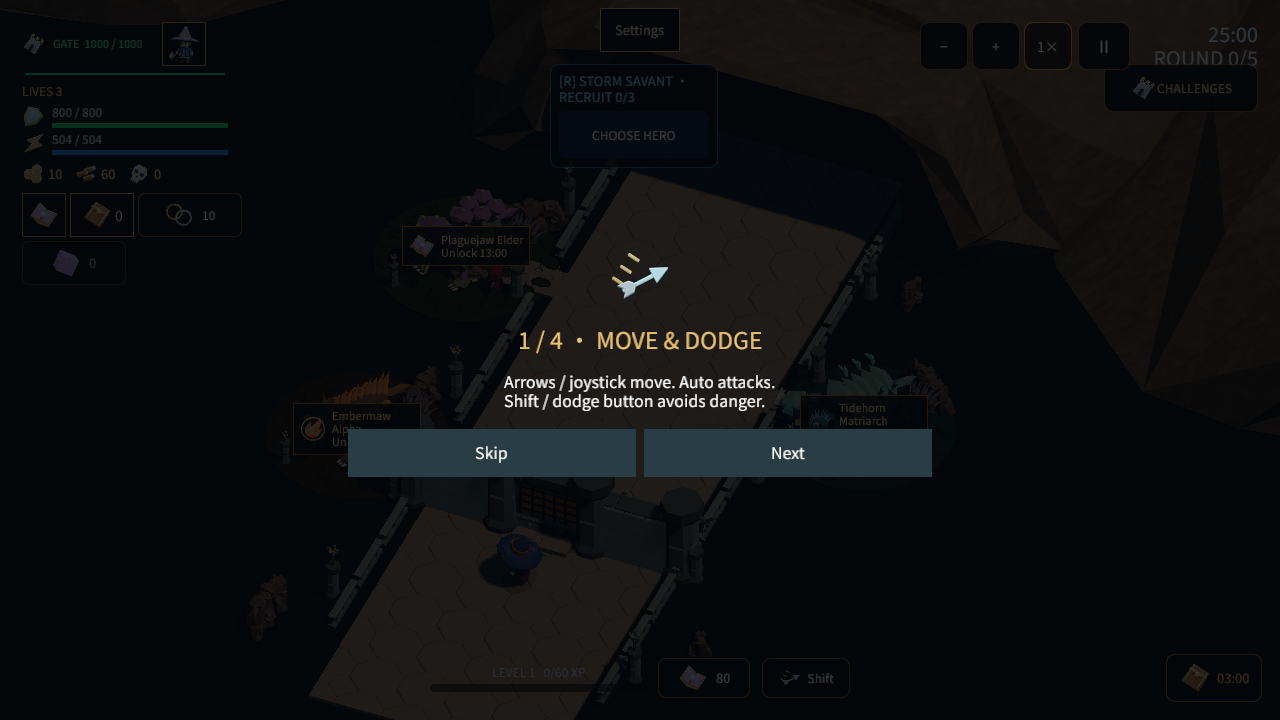 GATE 1000 / 1000
LIVES 3
800 / 800
504 / 504
10 60 0
0 10
0
Settings
[R] STORM SAVANT •
RECRUIT 0/3
CHOOSE HERO
− + 1× II
25:00
ROUND 0/5
CHALLENGES
Plaguejaw Elder
Unlock 13:00
Embermaw
Alpha
Un
Tidehorn
Matriarch
1 / 4 • MOVE & DODGE
Arrows / joystick move. Auto attacks.
Shift / dodge button avoids danger.
Skip Next
LEVEL 1 0/60 XP
80
Shift
03:00